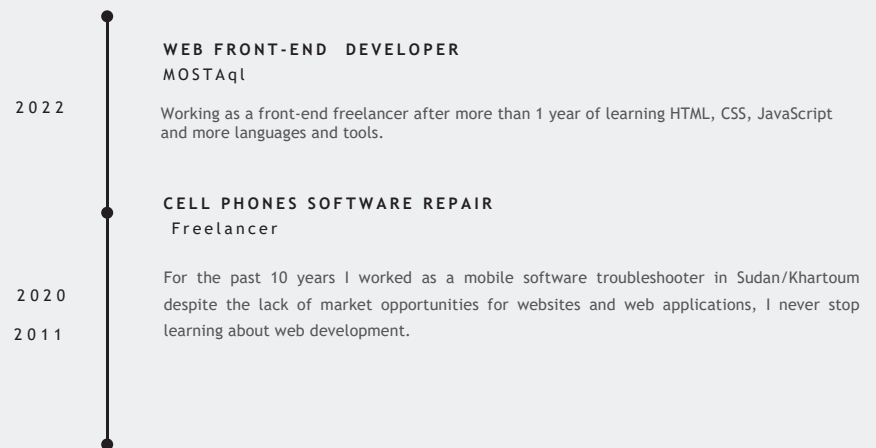 WEB FRONT-END DEVELOPER
MOSTAql
2022
Working as a front-end freelancer after more than 1 year of learning HTML, CSS, JavaScript
and more languages and tools.
CELL PHONES SOFTWARE REPAIR
Freelancer
For the past 10 years I worked as a mobile software troubleshooter in Sudan/Khartoum
2020
despite the lack of market opportunities for websites and web applications, I never stop
2011
learning about web development.